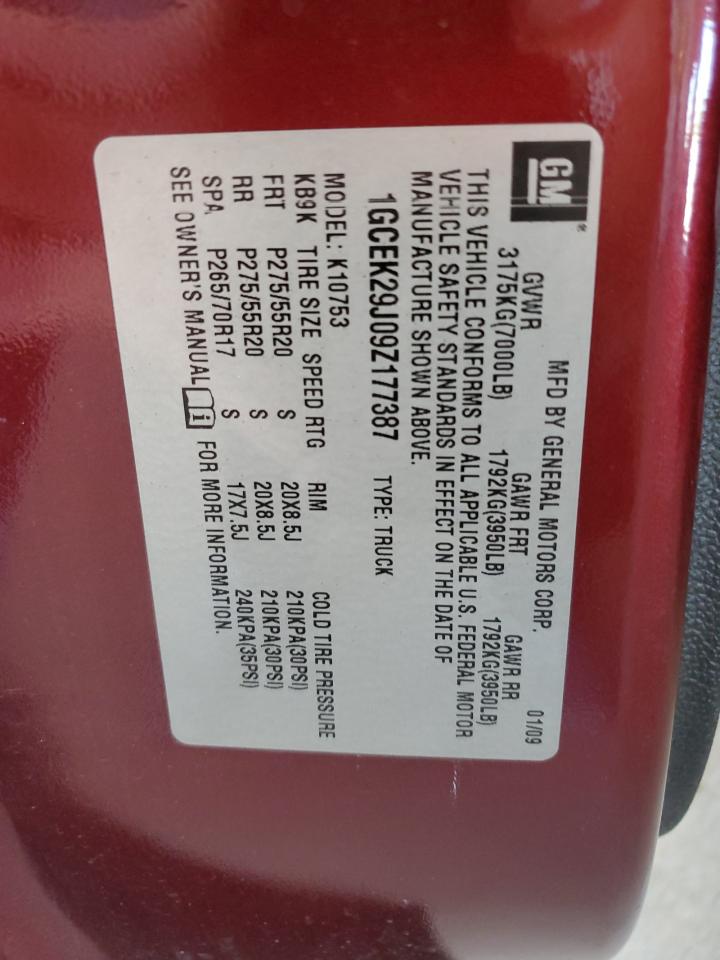 GM®
MFD BY GENERAL MOTORS CORP. 01/09
GVWR GAWR FRT GAWR RR
3175KG(7000LB) 1792KG(3950LB) 1792KG(3950LB)
THIS VEHICLE CONFORMS TO ALL APPLICABLE U.S. FEDERAL MOTOR
VEHICLE SAFETY STANDARDS IN EFFECT ON THE DATE OF
MANUFACTURE SHOWN ABOVE.
1GCEK29J09Z177387 TYPE: TRUCK
MODEL: K10753
KB9K TIRE SIZE SPEED RTG RIM COLD TIRE PRESSURE
FRT P275/55R20 S 20X8.5J 210KPA(30PSI)
RR P275/55R20 S 20X8.5J 210KPA(30PSI)
SPA P265/70R17 S 17X7.5J 240KPA(35PSI)
SEE OWNER'S MANUAL i FOR MORE INFORMATION.